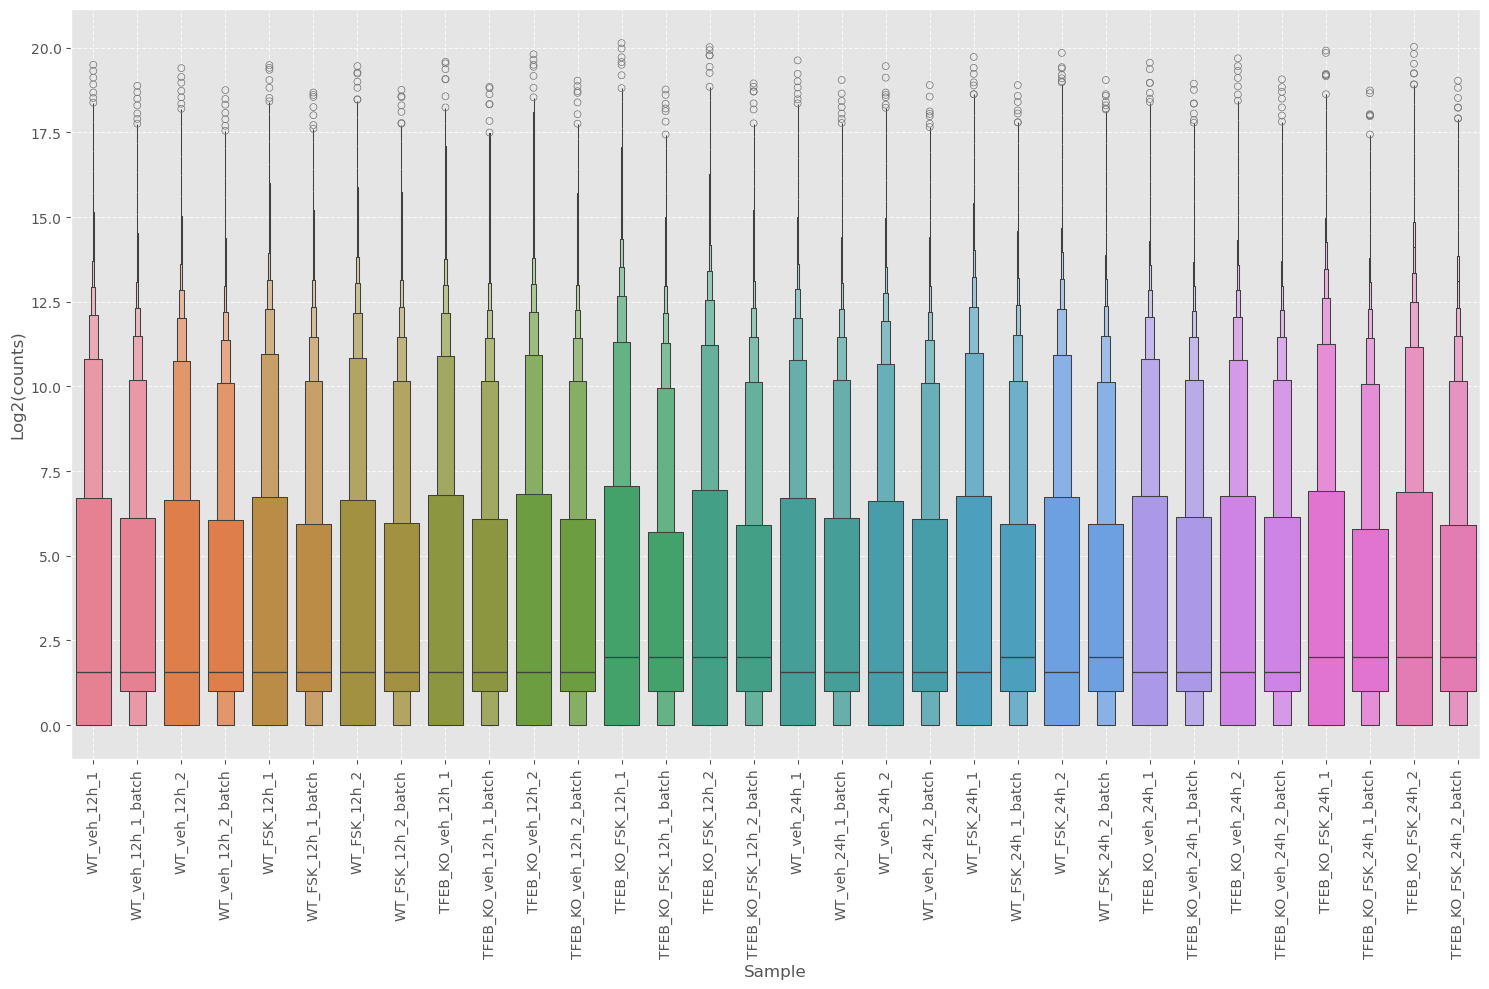 Log2(counts)
20.0
17.5
15.0
12.5
10.0
7.5
5.0
2.5
0.0
WT_veh_12h_1
WT_veh_12h_1_batch
WT_veh_12h_2
WT_veh_12h_2_batch
WT_FSK_12h_1
WT_FSK_12h_1_batch
WT_FSK_12h_2
WT_FSK_12h_2_batch
TFEB_KO_veh_12h_1
TFEB_KO_veh_12h_1_batch
TFEB_KO_veh_12h_2
TFEB_KO_veh_12h_2_batch
TFEB_KO_FSK_12h_1
TFEB_KO_FSK_12h_1_batch
TFEB_KO_FSK_12h_2
TFEB_KO_FSK_12h_2_batch
WT_veh_24h_1
WT_veh_24h_1_batch
WT_veh_24h_2
WT_veh_24h_2_batch
WT_FSK_24h_1
WT_FSK_24h_1_batch
WT_FSK_24h_2
WT_FSK_24h_2_batch
TFEB_KO_veh_24h_1
TFEB_KO_veh_24h_1_batch
TFEB_KO_veh_24h_2
TFEB_KO_veh_24h_2_batch
TFEB_KO_FSK_24h_1
TFEB_KO_FSK_24h_1_batch
TFEB_KO_FSK_24h_2
TFEB_KO_FSK_24h_2_batch
Sample